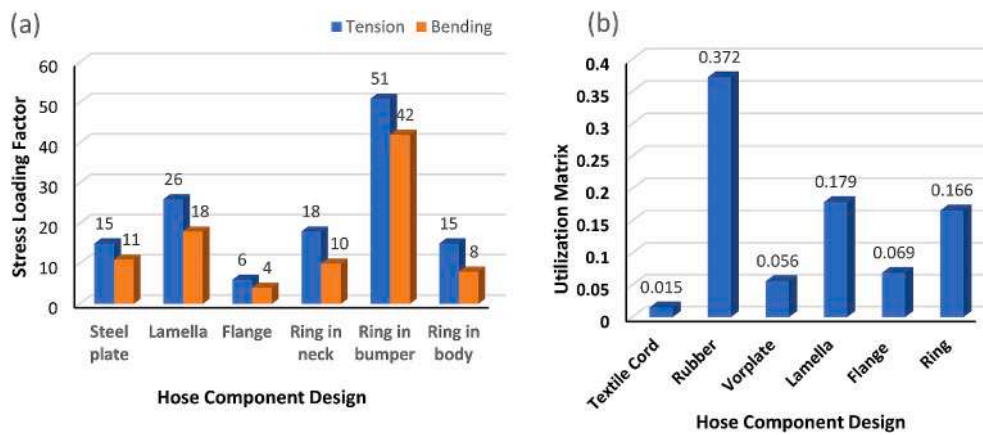 (a)
Tension Bending
Stress Loading Factor
60
50
40
30
20
10
0
15 11 26 18 6 4 18 10 51 42 15 8
Steel plate Lamella Flange Ring in neck Ring in bumper Ring in body
Hose Component Design
(b)
Utilization Matrix
0.4
0.35
0.3
0.25
0.2
0.15
0.1
0.05
0
0.015 0.372 0.056 0.179 0.069 0.166
Textile Cord Rubber Vorplate Lamella Flange Ring
Hose Component Design